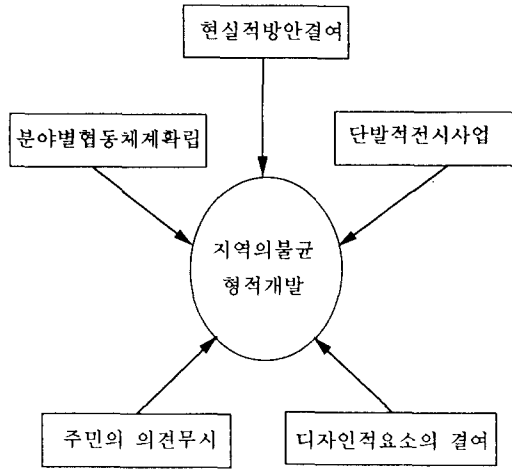 현실적방안결여
분야별협동체계확립
단발적전시사업
지역의불균
형적개발
주민의 의견무시
디자인적요소의 결여